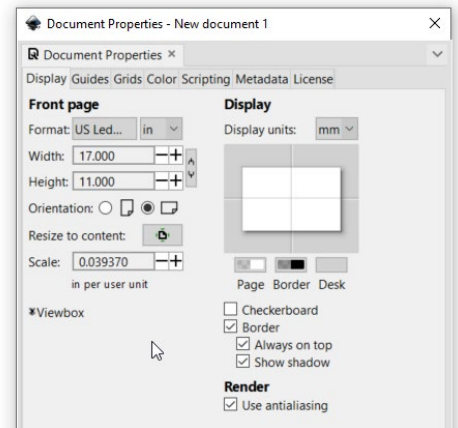 Document Properties - New document 1
Document Properties ×
Display Guides Grids Color Scripting Metadata License
Front page
Format: US Led... in
Width: 17.000
Height: 11.000
Orientation:
Resize to content:
Scale: 0.039370
in per user unit
Viewbox
Display
Display units: mm
Page Border Desk
Checkerboard
Border
Always on top
Show shadow
Render
Use antialiasing